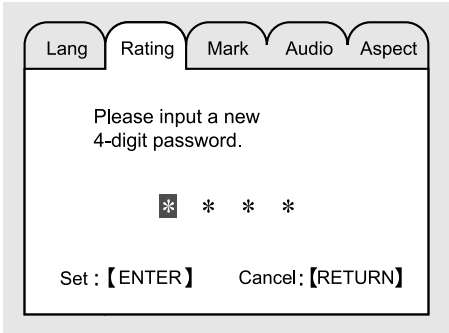 Lang Rating Mark Audio Aspect
Please input a new
4-digit password.
* * * *
Set :【ENTER】 Cancel:【RETURN】